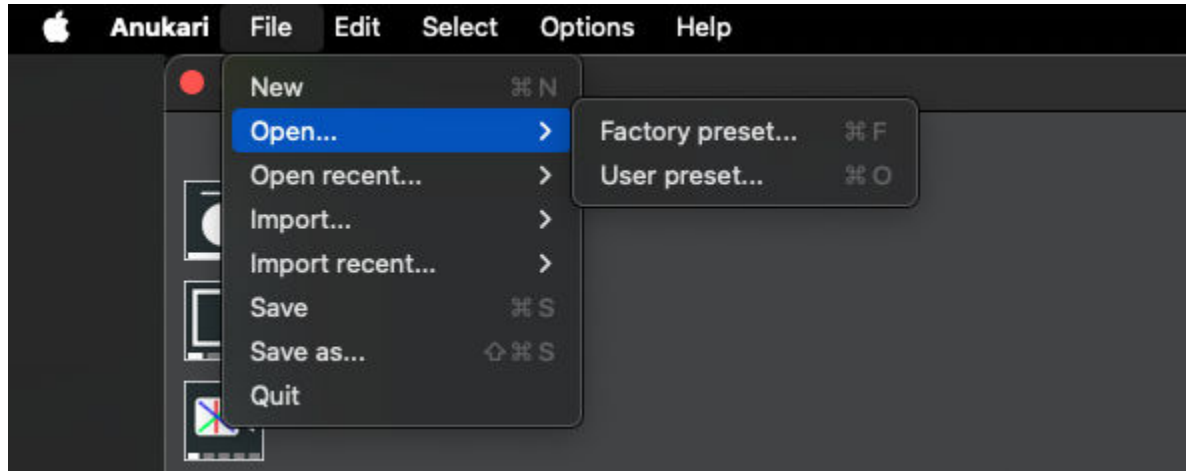 Anukari File Edit Select Options Help
New ⌘ N
Open...
Factory preset... ⌘ F
User preset... ⌘ O
Open recent...
Import...
Import recent...
Save ⌘ S
Save as... ⇧ ⌘ S
Quit